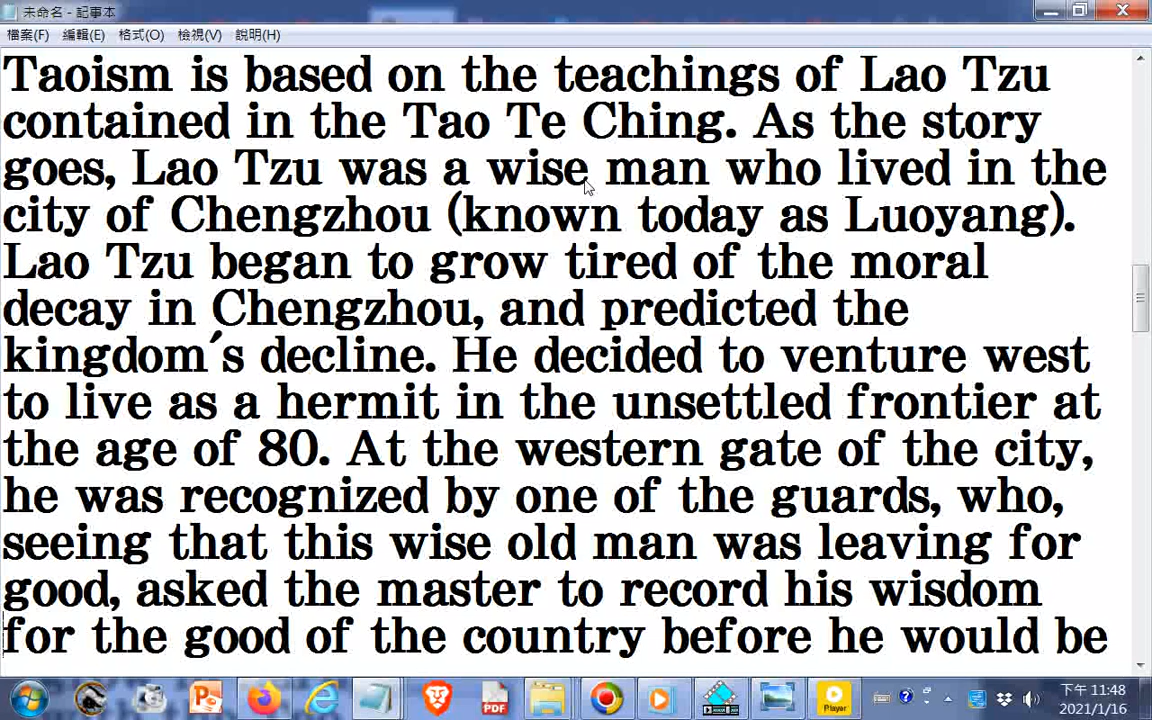 未命名 - 記事本
檔案(F) 編輯(E) 格式(O) 檢視(V) 說明(H)
Taoism is based on the teachings of Lao Tzu
contained in the Tao Te Ching. As the story
goes, Lao Tzu was a wise man who lived in the
city of Chengzhou (known today as Luoyang).
Lao Tzu began to grow tired of the moral
decay in Chengzhou, and predicted the
kingdom´s decline. He decided to venture west
to live as a hermit in the unsettled frontier at
the age of 80. At the western gate of the city,
he was recognized by one of the guards, who,
seeing that this wise old man was leaving for
good, asked the master to record his wisdom
for the good of the country before he would be
PDF
Player
下午 11:48
2021/1/16